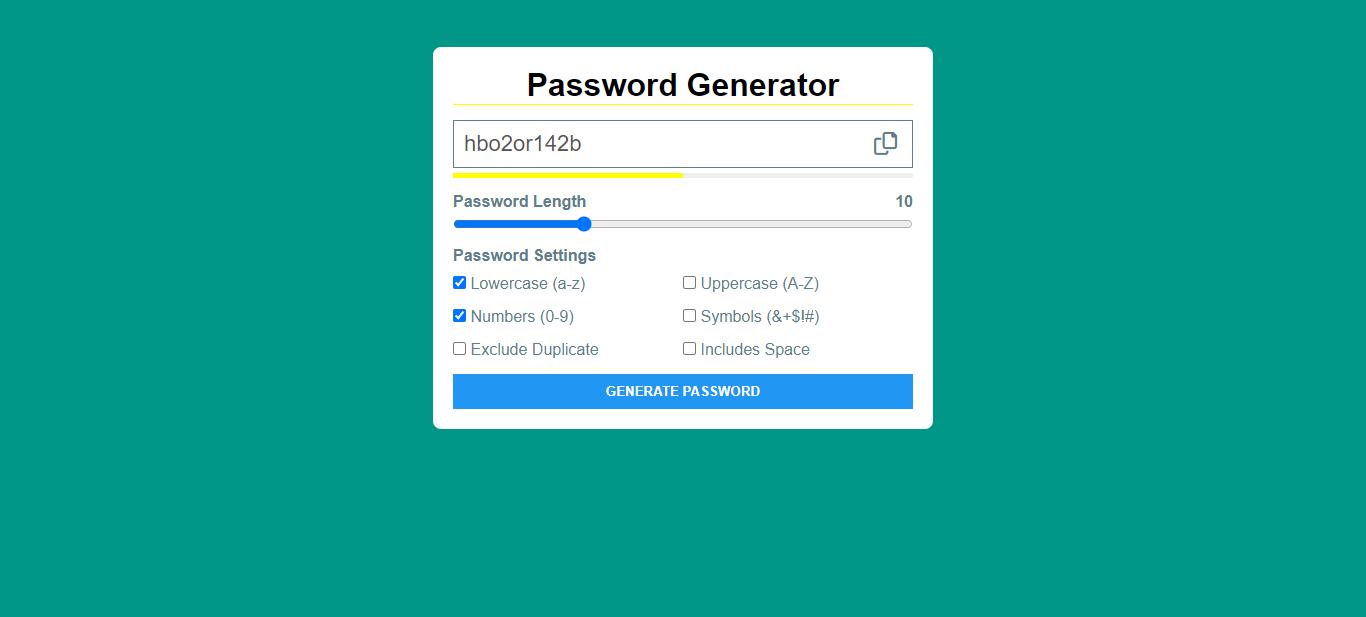 Password Generator
hbo2or142b
Password Length 10
Password Settings
Lowercase (a-z) Uppercase (A-Z)
Numbers (0-9) Symbols (&+$!#)
Exclude Duplicate Includes Space
GENERATE PASSWORD